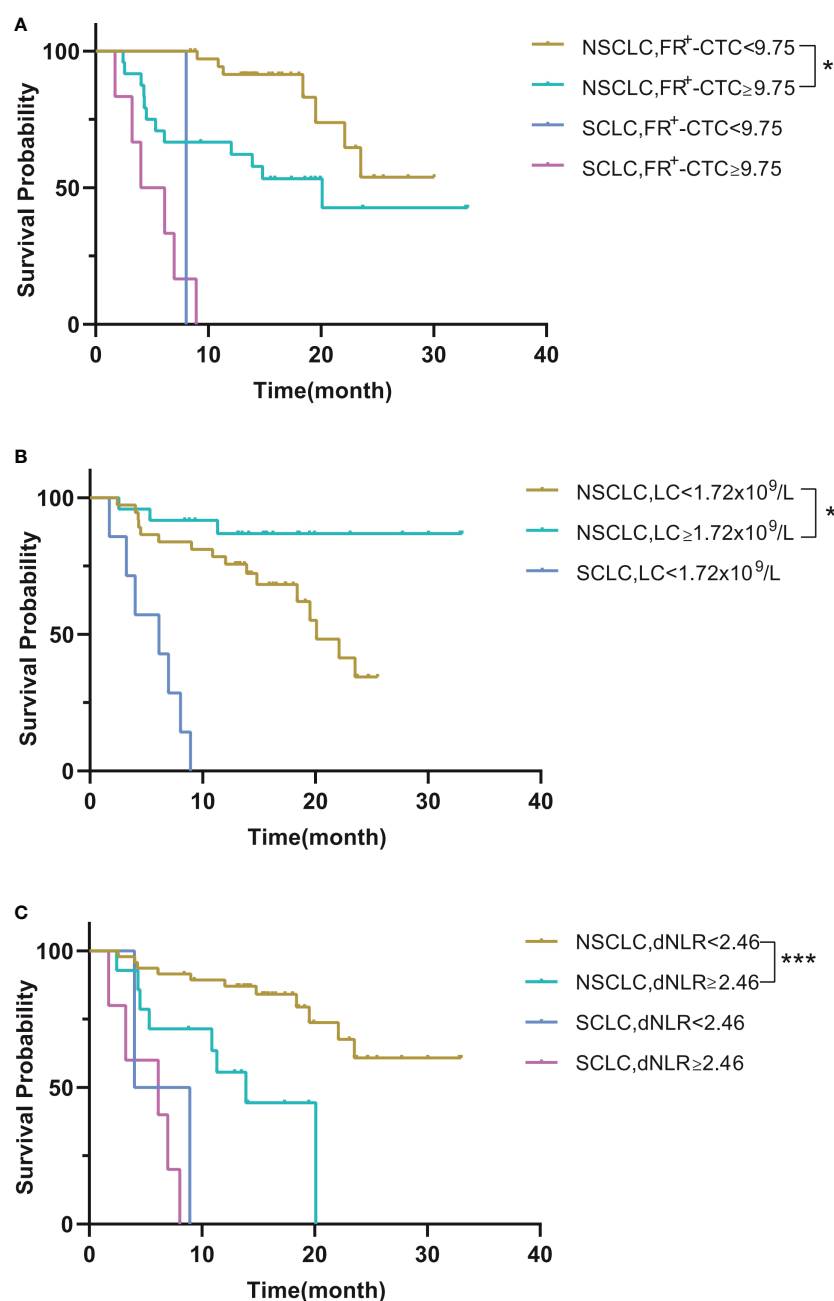 A
Survival Probability
100
50
0
0 10 20 30 40
Time(month)
NSCLC,FR⁺-CTC<9.75
NSCLC,FR⁺-CTC≥9.75
SCLC,FR⁺-CTC<9.75
SCLC,FR⁺-CTC≥9.75
*
B
Survival Probability
100
50
0
0 10 20 30 40
Time(month)
NSCLC,LC<1.72x10⁹/L
NSCLC,LC≥1.72x10⁹/L
SCLC,LC<1.72x10⁹/L
*
C
Survival Probability
100
50
0
0 10 20 30 40
Time(month)
NSCLC,dNLR<2.46
NSCLC,dNLR≥2.46
SCLC,dNLR<2.46
SCLC,dNLR≥2.46
***